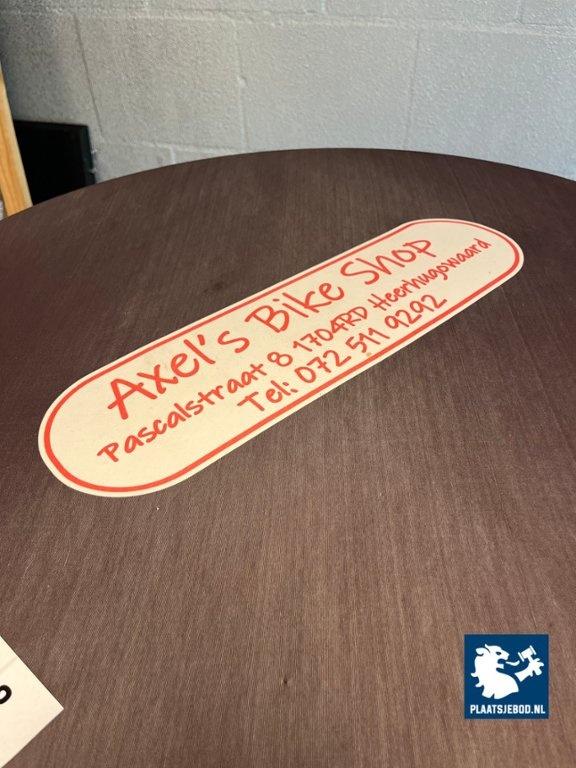 Axel's Bike Shop
Pascalstraat 8 1704RD Heerhugowaard
Tel: 072 511 9292
PLAATSJEBOD.NL